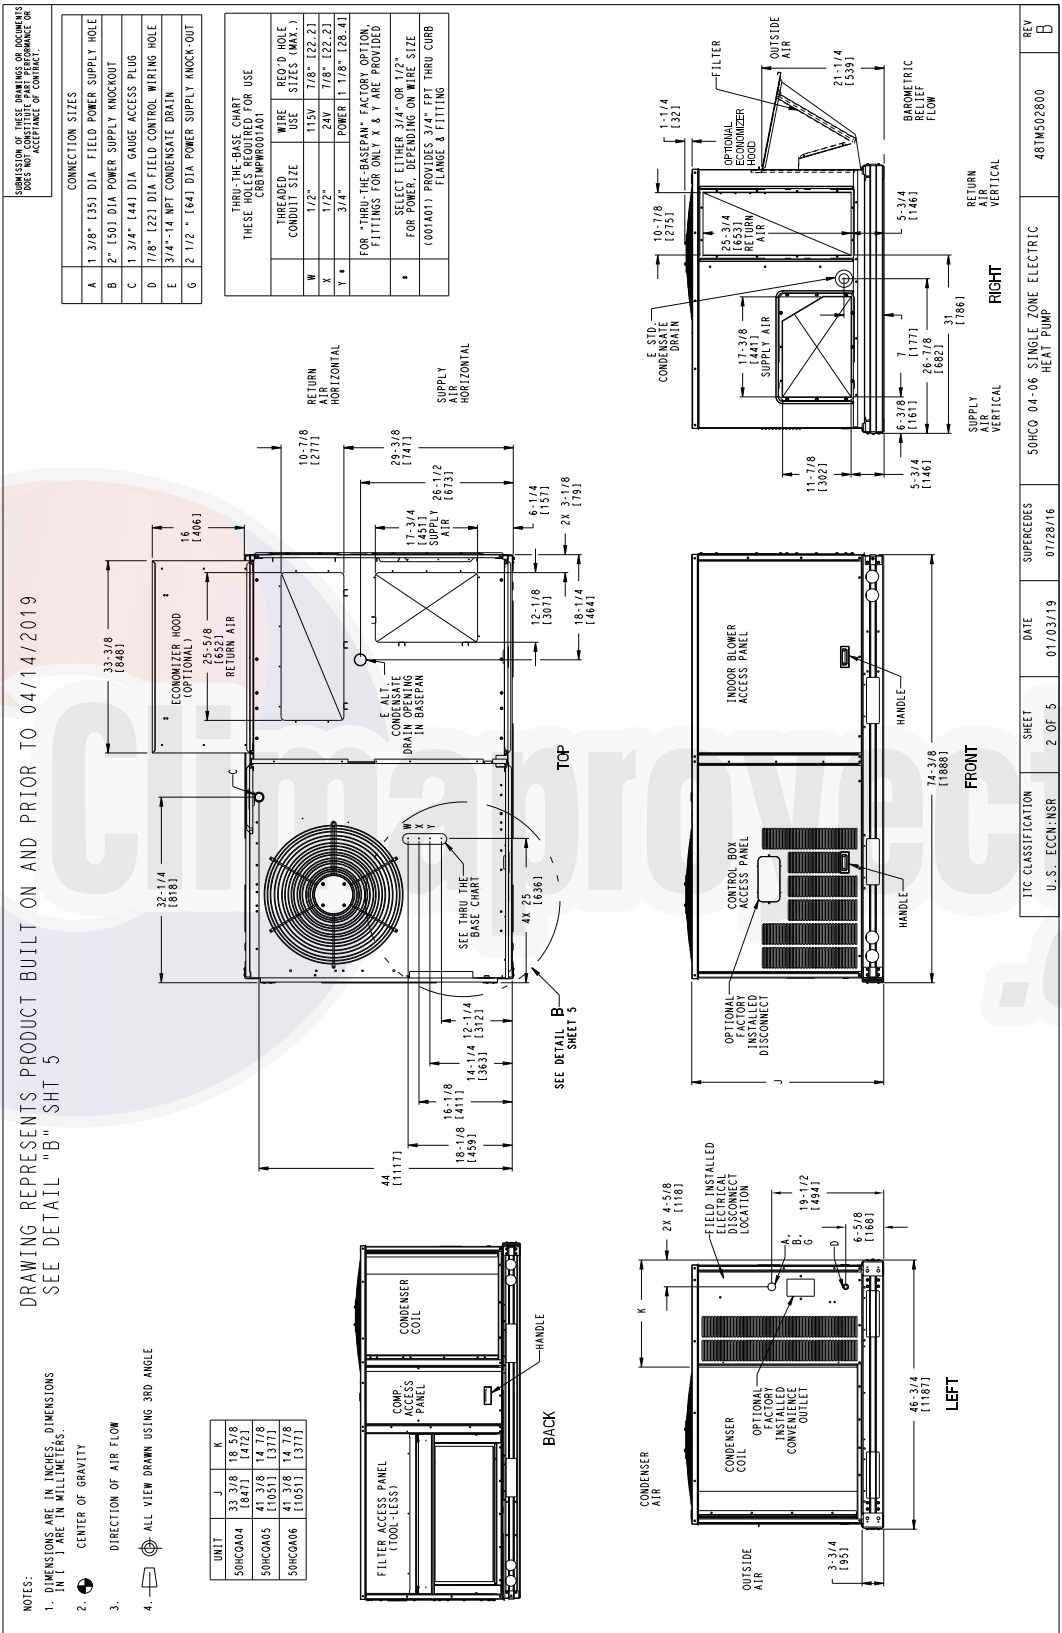 DRAWING REPRESENTS PRODUCT BUILT ON AND PRIOR TO 04/14/2019
SEE DETAIL "B" SHT 5
NOTES:
1. DIMENSIONS ARE IN INCHES, DIMENSIONS
IN [ ] ARE IN MILLIMETERS.
2. CENTER OF GRAVITY
3. DIRECTION OF AIR FLOW
4. ALL VIEW DRAWN USING 3RD ANGLE
UNIT J K
50HCQA04 33 3/8 [847] 18 5/8 [472]
50HCQA05 41 3/8 [1051] 14 7/8 [377]
50HCQA06 41 3/8 [1051] 14 7/8 [377]
SUBMISSION OF THESE DRAWINGS OR DOCUMENTS
DOES NOT CONSTITUTE PART PERFORMANCE OR
ACCEPTANCE OF CONTRACT.
CONNECTION SIZES
A 1 3/8" [35] DIA FIELD POWER SUPPLY HOLE
B 2" [50] DIA POWER SUPPLY KNOCKOUT
C 1 3/4" [44] DIA GAUGE ACCESS PLUG
D 7/8" [22] DIA FIELD CONTROL WIRING HOLE
E 3/4"-14 NPT CONDENSATE DRAIN
G 2 1/2 " [64] DIA POWER SUPPLY KNOCK-OUT
THRU-THE-BASE CHART
THESE HOLES REQUIRED FOR USE
CRBTMPWR001A01
THREADED CONDUIT SIZE WIRE USE REQ'D HOLE SIZES (MAX.)
W 1/2" 115V 7/8" [22.2]
X 1/2" 24V 7/8" [22.2]
Y * 3/4" POWER 1 1/8" [28.4]
FOR "THRU-THE-BASEPAN" FACTORY OPTION,
FITTINGS FOR ONLY X & Y ARE PROVIDED
* SELECT EITHER 3/4" OR 1/2"
FOR POWER, DEPENDING ON WIRE SIZE
(001A01) PROVIDES 3/4" FPT THRU CURB
FLANGE & FITTING
FILTER ACCESS PANEL
(TOOL-LESS)
COMP.
ACCESS
PANEL
CONDENSER
COIL
HANDLE
BACK
33-3/8
[848]
16
[406]
ECONOMIZER HOOD
(OPTIONAL)
25-5/8
[652]
RETURN AIR
32-1/4
[818]
C
10-7/8
[277]
RETURN
AIR
HORIZONTAL
29-3/8
[747]
SUPPLY
AIR
HORIZONTAL
26-1/2
[673]
17-3/4
[451]
SUPPLY
AIR
6-1/4
[157]
2X 3-1/8
[79]
12-1/8
[307]
18-1/4
[464]
E ALT.
CONDENSATE
DRAIN OPENING
IN BASEPAN
W
X
Y
SEE THRU THE
BASE CHART
4X 25
[636]
SEE DETAIL B
SHEET 5
12-1/4
[312]
14-1/4
[363]
16-1/8
[411]
18-1/8
[459]
44
[1117]
TOP
CONDENSER
AIR
OUTSIDE
AIR
CONDENSER
COIL
OPTIONAL
FACTORY
INSTALLED
CONVENIENCE
OUTLET
K
2X 4-5/8
[118]
FIELD INSTALLED
ELECTRICAL
DISCONNECT
LOCATION
A,
B,
G
D
19-1/2
[494]
6-5/8
[168]
3-3/4
[95]
46-3/4
[1187]
LEFT
J
OPTIONAL
FACTORY
INSTALLED
DISCONNECT
CONTROL BOX
ACCESS PANEL
HANDLE
INDOOR BLOWER
ACCESS PANEL
HANDLE
74-3/8
[1888]
FRONT
E STD.
CONDENSATE
DRAIN
17-3/8
[441]
SUPPLY AIR
10-7/8
[275]
25-3/4
[653]
RETURN
AIR
1-1/4
[32]
OPTIONAL
ECONOMIZER
HOOD
FILTER
OUTSIDE
AIR
21-1/4
[539]
BAROMETRIC
RELIEF
FLOW
11-7/8
[302]
5-3/4
[146]
6-3/8
[161]
7
[177]
26-7/8
[682]
31
[786]
5-3/4
[146]
SUPPLY
AIR
VERTICAL
RIGHT
RETURN
AIR
VERTICAL
ITC CLASSIFICATION SHEET DATE SUPERCEDES
U.S. ECCN:NSR 2 OF 5 01/03/19 07/28/16
50HCQ 04-06 SINGLE ZONE ELECTRIC
HEAT PUMP
48TM502800
REV
B
Climaproyec